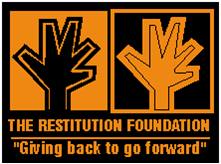 THE RESTITUTION FOUNDATION
"Giving back to go forward"